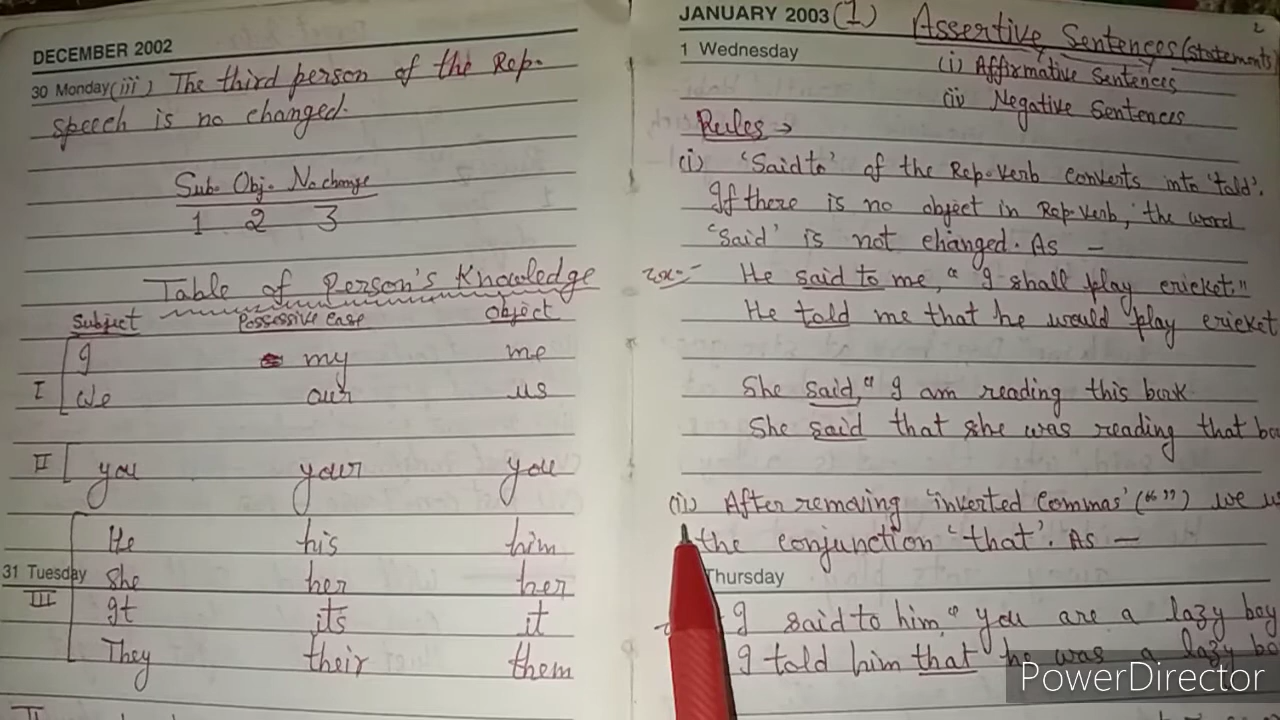 DECEMBER 2002
30 Monday (iii) The third person of the Rep.
speech is no changed.
Sub. Obj. No change
1 2 3
Table of Person's Knowledge
Subject Possessive case Object
I my me
I We our us
II you your you
He his him
31 Tuesday She her her
III It its it
They their them
JANUARY 2003 (1) Assertive Sentences (Statements)
2
1 Wednesday (i) Affirmative Sentences
(ii) Negative Sentences
Rules →
(i) 'Said to' of the Rep. verb converts into 'told'.
If there is no object in Rep. verb, the word
'said' is not changed. As –
ex:- He said to me, "I shall play cricket."
He told me that he would play cricket
She said, "I am reading this book
She said that she was reading that bo
(ii) After removing 'inverted commas' (" ") we u
the conjunction 'that'. As –
Thursday
I said to him, "you are a lazy boy
I told him that he was a lazy bo
PowerDirector